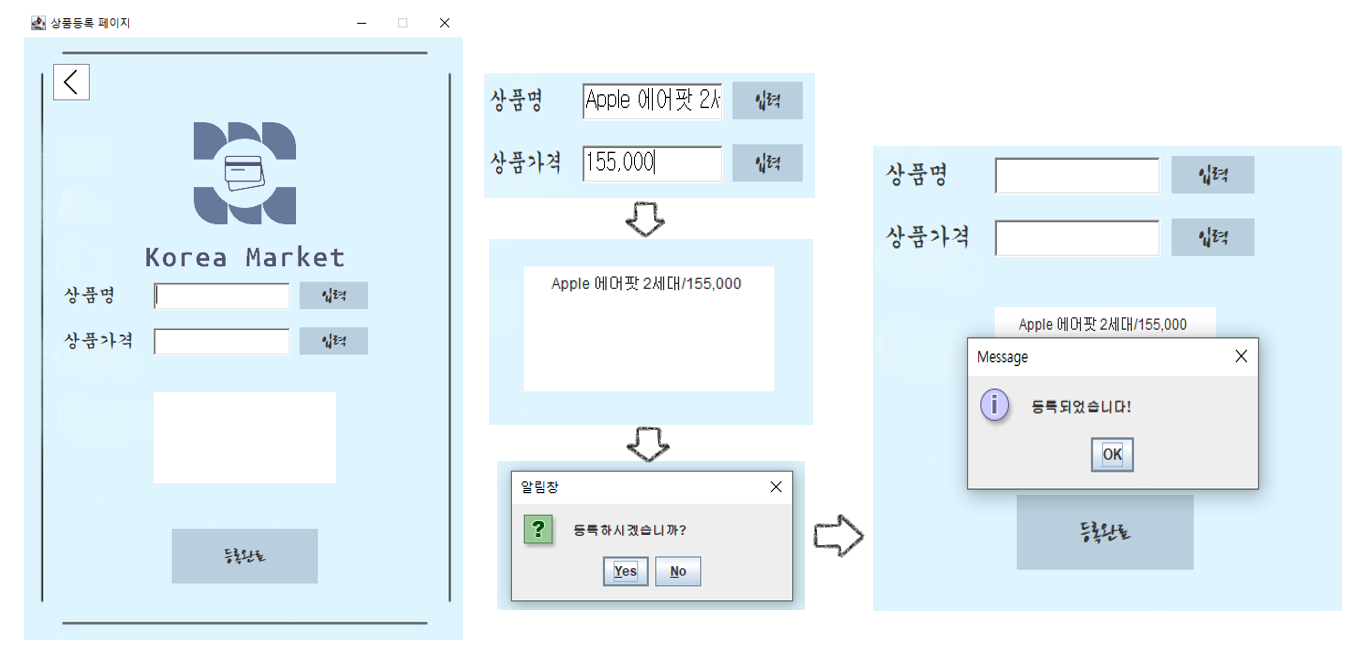 상품등록 페이지
Korea Market
상품명 입력
상품가격 입력
등록완료
상품명 Apple 에어팟 2세 입력
상품가격 155,000 입력
Apple 에어팟 2세대/155,000
알림창
? 등록하시겠습니까?
Yes No
상품명 입력
상품가격 입력
Apple 에어팟 2세대/155,000
Message
i 등록되었습니다!
OK
등록완료